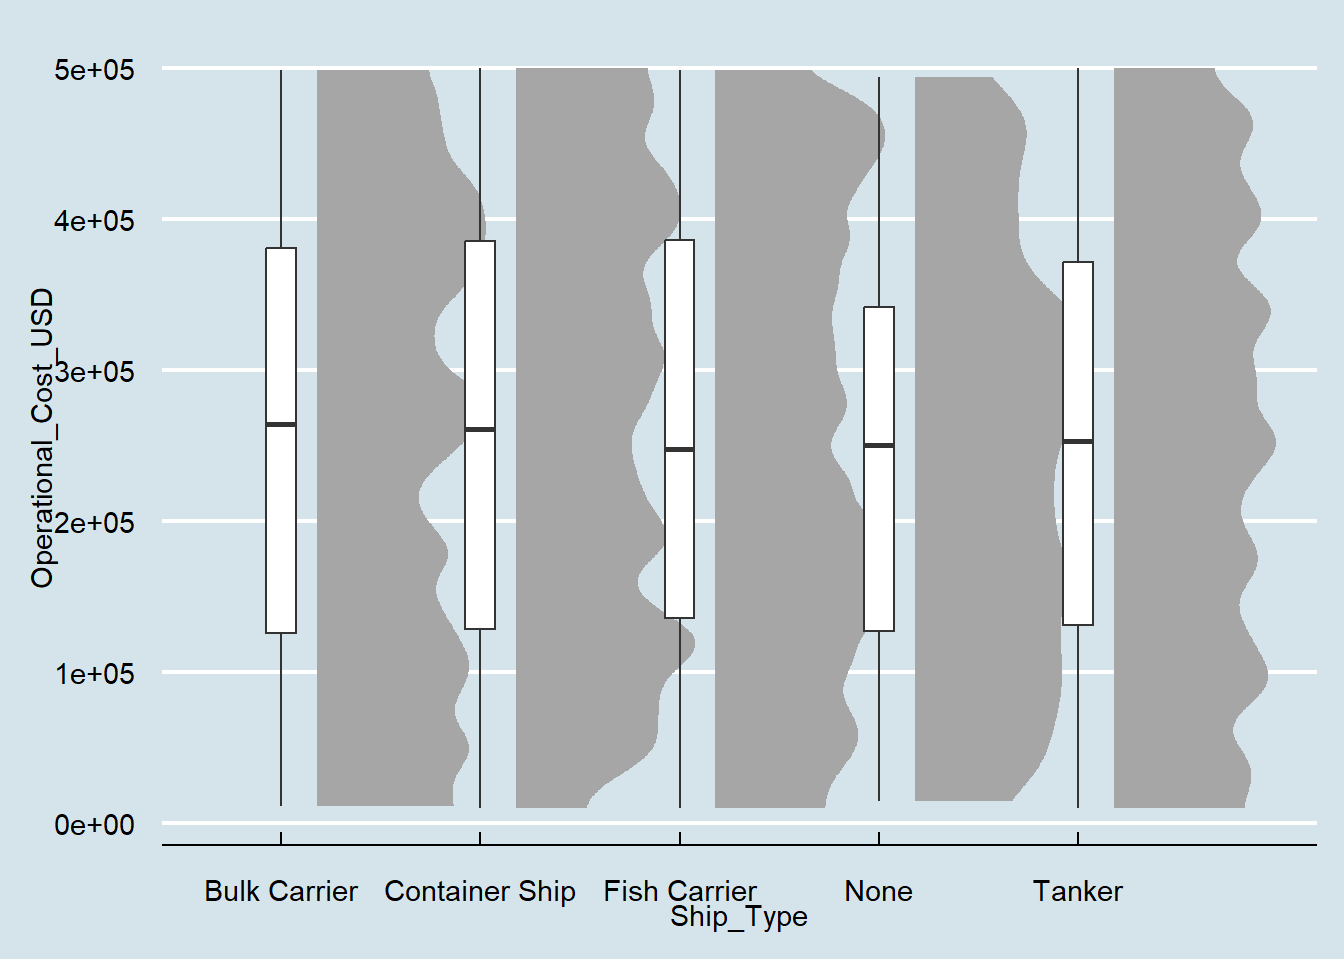 5e+05
4e+05
3e+05
2e+05
1e+05
0e+00
Operational_Cost_USD
Bulk Carrier Container Ship Fish Carrier None Tanker
Ship_Type